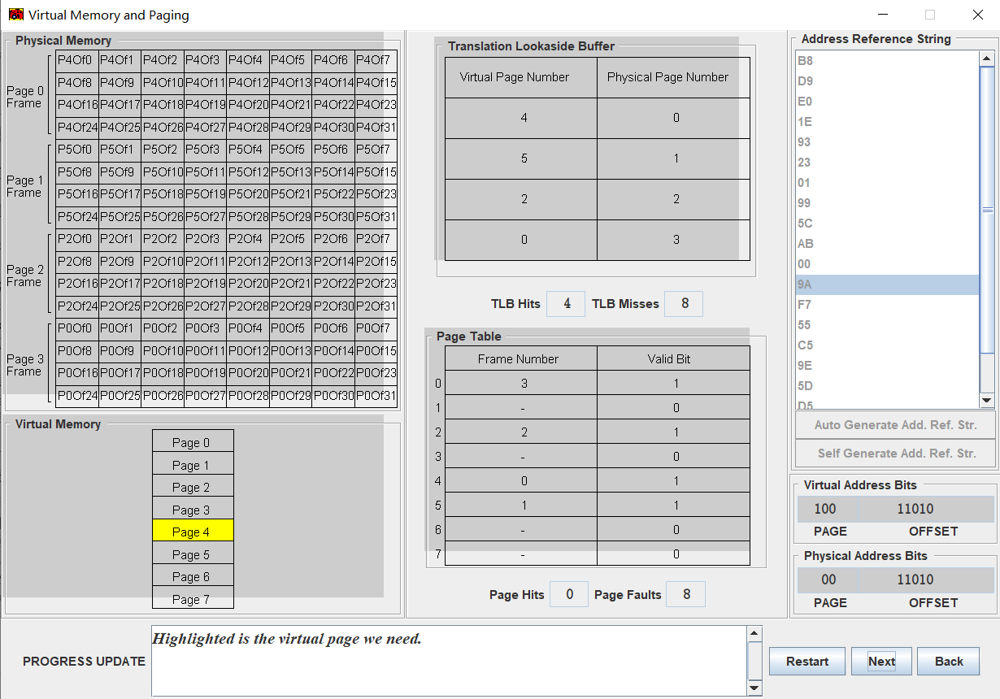 Virtual Memory and Paging
Physical Memory
Page 0
Frame
P4Of0 P4Of1 P4Of2 P4Of3 P4Of4 P4Of5 P4Of6 P4Of7
P4Of8 P4Of9 P4Of10 P4Of11 P4Of12 P4Of13 P4Of14 P4Of15
P4Of16 P4Of17 P4Of18 P4Of19 P4Of20 P4Of21 P4Of22 P4Of23
P4Of24 P4Of25 P4Of26 P4Of27 P4Of28 P4Of29 P4Of30 P4Of31
Page 1
Frame
P5Of0 P5Of1 P5Of2 P5Of3 P5Of4 P5Of5 P5Of6 P5Of7
P5Of8 P5Of9 P5Of10 P5Of11 P5Of12 P5Of13 P5Of14 P5Of15
P5Of16 P5Of17 P5Of18 P5Of19 P5Of20 P5Of21 P5Of22 P5Of23
P5Of24 P5Of25 P5Of26 P5Of27 P5Of28 P5Of29 P5Of30 P5Of31
Page 2
Frame
P2Of0 P2Of1 P2Of2 P2Of3 P2Of4 P2Of5 P2Of6 P2Of7
P2Of8 P2Of9 P2Of10 P2Of11 P2Of12 P2Of13 P2Of14 P2Of15
P2Of16 P2Of17 P2Of18 P2Of19 P2Of20 P2Of21 P2Of22 P2Of23
P2Of24 P2Of25 P2Of26 P2Of27 P2Of28 P2Of29 P2Of30 P2Of31
Page 3
Frame
P0Of0 P0Of1 P0Of2 P0Of3 P0Of4 P0Of5 P0Of6 P0Of7
P0Of8 P0Of9 P0Of10 P0Of11 P0Of12 P0Of13 P0Of14 P0Of15
P0Of16 P0Of17 P0Of18 P0Of19 P0Of20 P0Of21 P0Of22 P0Of23
P0Of24 P0Of25 P0Of26 P0Of27 P0Of28 P0Of29 P0Of30 P0Of31
Virtual Memory
Page 0
Page 1
Page 2
Page 3
Page 4
Page 5
Page 6
Page 7
Translation Lookaside Buffer
Virtual Page Number Physical Page Number
4 0
5 1
2 2
0 3
TLB Hits 4 TLB Misses 8
Page Table
Frame Number Valid Bit
0 3 1
1 - 0
2 2 1
3 - 0
4 0 1
5 1 1
6 - 0
7 - 0
Page Hits 0 Page Faults 8
Address Reference String
B8
D9
E0
1E
93
23
01
99
5C
AB
00
9A
F7
55
C5
9E
5D
D5
Auto Generate Add. Ref. Str.
Self Generate Add. Ref. Str.
Virtual Address Bits
100 11010
PAGE OFFSET
Physical Address Bits
00 11010
PAGE OFFSET
PROGRESS UPDATE
Highlighted is the virtual page we need.
Restart Next Back